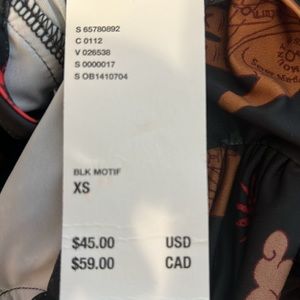 S 65780892
C 0112
V 026538
S 0000017
S OB1410704
BLK MOTIF
XS
$45.00 USD
$59.00 CAD